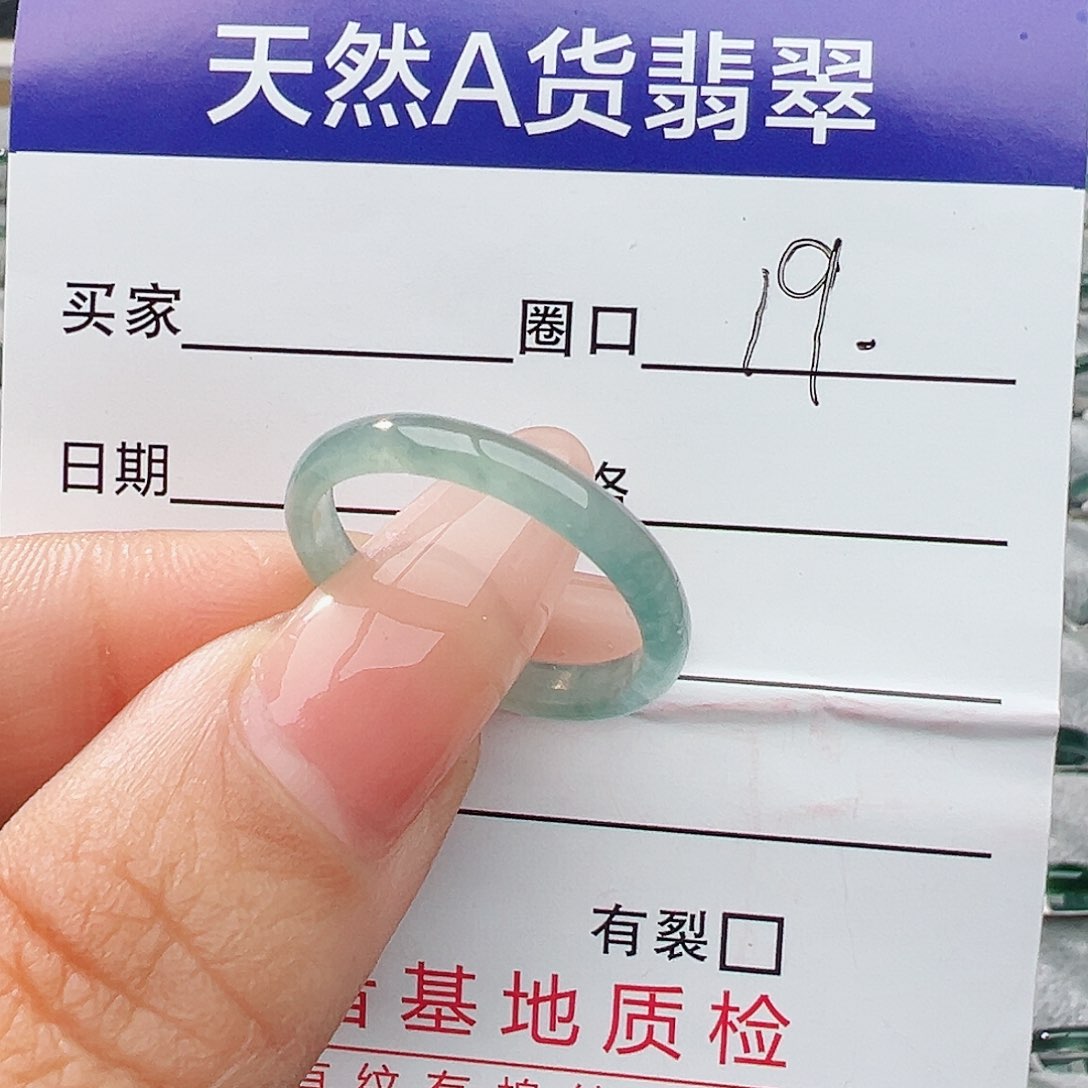 天然A货翡翠
买家 圈口 19.
日期
有裂
基地质检